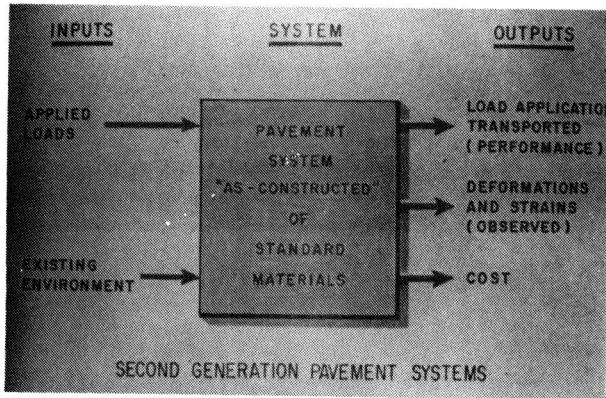 INPUTS
SYSTEM
OUTPUTS
APPLIED
LOADS
EXISTING
ENVIRONMENT
PAVEMENT
SYSTEM
"AS-CONSTRUCTED"
OF
STANDARD
MATERIALS
LOAD APPLICATION
TRANSPORTED
(PERFORMANCE)
DEFORMATIONS
AND STRAINS
(OBSERVED)
COST
SECOND GENERATION PAVEMENT SYSTEMS